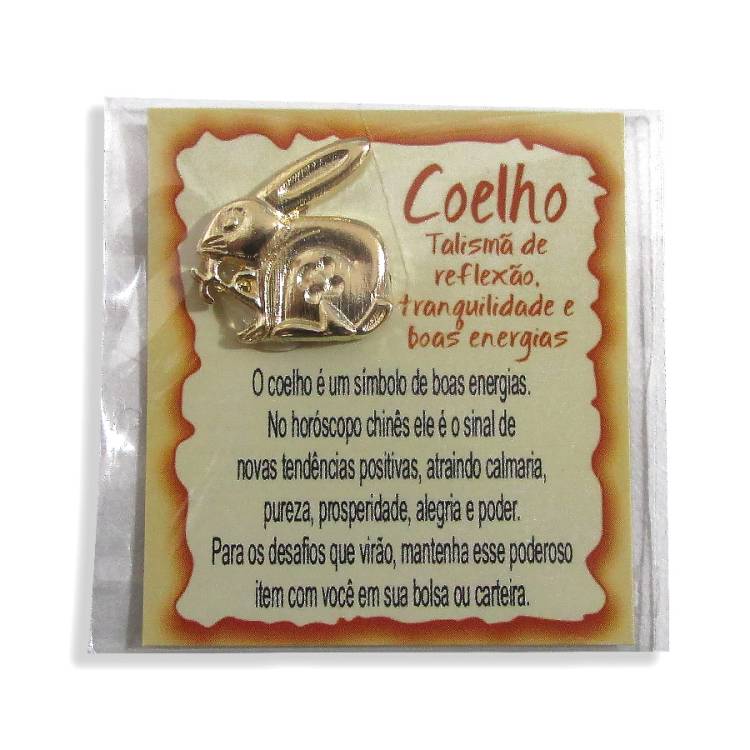 Coelho
Talismã de
reflexão,
tranquilidade e
boas energias
O coelho é um símbolo de boas energias.
No horóscopo chinês ele é o sinal de
novas tendências positivas, atraindo calmaria,
pureza, prosperidade, alegria e poder.
Para os desafios que virão, mantenha esse poderoso
item com você em sua bolsa ou carteira.